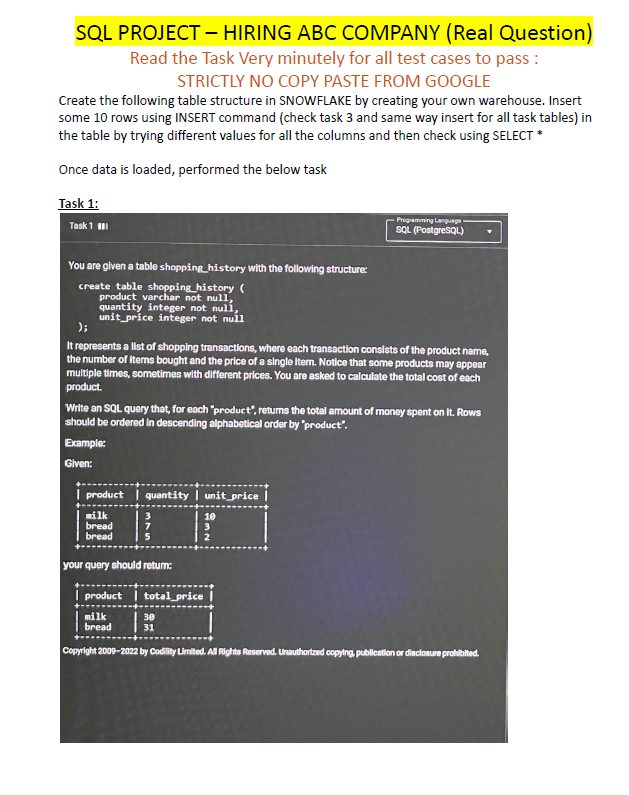 SQL PROJECT – HIRING ABC COMPANY (Real Question)
Read the Task Very minutely for all test cases to pass :
STRICTLY NO COPY PASTE FROM GOOGLE
Create the following table structure in SNOWFLAKE by creating your own warehouse. Insert
some 10 rows using INSERT command (check task 3 and same way insert for all task tables) in
the table by trying different values for all the columns and then check using SELECT *
Once data is loaded, performed the below task
Task 1:
Task 1
Programming Language
SQL (PostgreSQL)
You are given a table shopping_history with the following structure:
create table shopping_history (
product varchar not null,
quantity integer not null,
unit_price integer not null
);
It represents a list of shopping transactions, where each transaction consists of the product name,
the number of items bought and the price of a single item. Notice that some products may appear
multiple times, sometimes with different prices. You are asked to calculate the total cost of each
product.
Write an SQL query that, for each "product", returns the total amount of money spent on it. Rows
should be ordered in descending alphabetical order by "product".
Example:
Given:
+---------+----------+------------+
| product | quantity | unit_price |
+---------+----------+------------+
| milk | 3 | 10 |
| bread | 7 | 3 |
| bread | 5 | 2 |
+---------+----------+------------+
your query should return:
+---------+-------------+
| product | total_price |
+---------+-------------+
| milk | 30 |
| bread | 31 |
+---------+-------------+
Copyright 2009–2022 by Codility Limited. All Rights Reserved. Unauthorized copying, publication or disclosure prohibited.